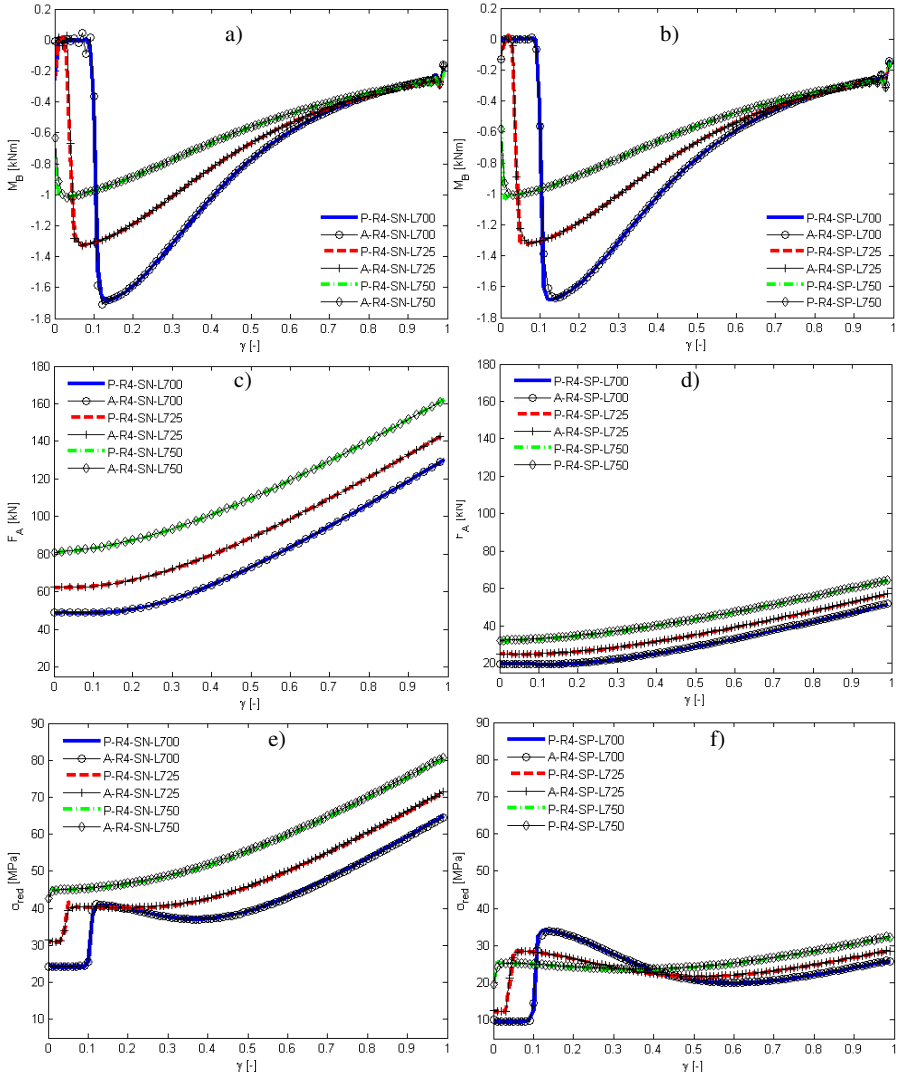 a)
0
-0.2
-0.4
-0.6
-0.8
-1
-1.2
-1.4
-1.6
-1.8
M_B [kNm]
P-R4-SN-L700
A-R4-SN-L700
P-R4-SN-L725
A-R4-SN-L725
P-R4-SN-L750
A-R4-SN-L750
0 0.1 0.2 0.3 0.4 0.5 0.6 0.7 0.8 0.9 1
γ [-]
b)
0
-0.2
-0.4
-0.6
-0.8
-1
-1.2
-1.4
-1.6
-1.8
M_B [kNm]
P-R4-SP-L700
A-R4-SP-L700
P-R4-SP-L725
A-R4-SP-L725
P-R4-SP-L750
P-R4-SP-L750
0 0.1 0.2 0.3 0.4 0.5 0.6 0.7 0.8 0.9 1
γ [-]
c)
180
160
140
120
100
80
60
40
20
F_A [kN]
P-R4-SN-L700
A-R4-SN-L700
P-R4-SN-L725
A-R4-SN-L725
P-R4-SN-L750
A-R4-SN-L750
0 0.1 0.2 0.3 0.4 0.5 0.6 0.7 0.8 0.9 1
γ [-]
d)
180
160
140
120
100
80
60
40
20
F_A [kN]
P-R4-SP-L700
A-R4-SP-L700
P-R4-SP-L725
A-R4-SP-L725
P-R4-SP-L750
P-R4-SP-L750
0 0.1 0.2 0.3 0.4 0.5 0.6 0.7 0.8 0.9 1
γ [-]
e)
90
80
70
60
50
40
30
20
10
σ_red [MPa]
P-R4-SN-L700
A-R4-SN-L700
P-R4-SN-L725
A-R4-SN-L725
P-R4-SN-L750
A-R4-SN-L750
0 0.1 0.2 0.3 0.4 0.5 0.6 0.7 0.8 0.9 1
γ [-]
f)
90
80
70
60
50
40
30
20
10
σ_red [MPa]
P-R4-SP-L700
A-R4-SP-L700
P-R4-SP-L725
A-R4-SP-L725
P-R4-SP-L750
P-R4-SP-L750
0 0.1 0.2 0.3 0.4 0.5 0.6 0.7 0.8 0.9 1
γ [-]